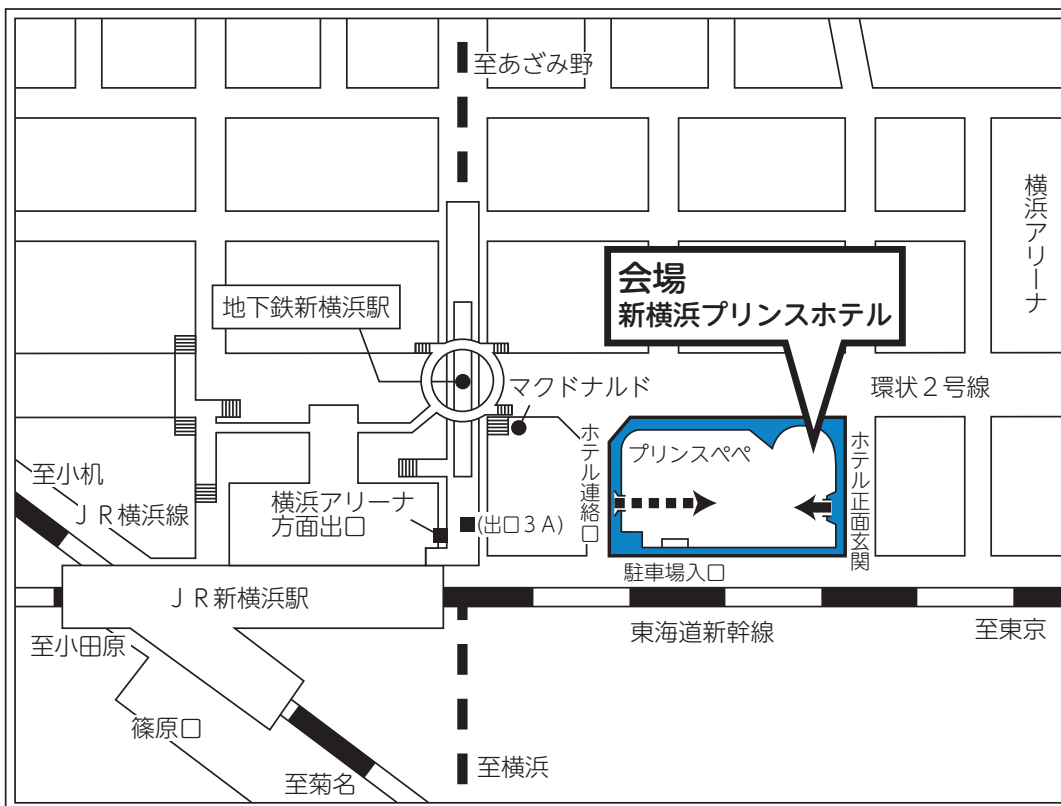 至あざみ野
横浜アリーナ
会場
新横浜プリンスホテル
地下鉄新横浜駅
マクドナルド
環状２号線
プリンスペペ
ホテル連絡口
ホテル正面玄関
至小机
ＪＲ横浜線
横浜アリーナ
方面出口
(出口３Ａ)
駐車場入口
ＪＲ新横浜駅
東海道新幹線
至東京
至小田原
篠原口
至横浜
至菊名